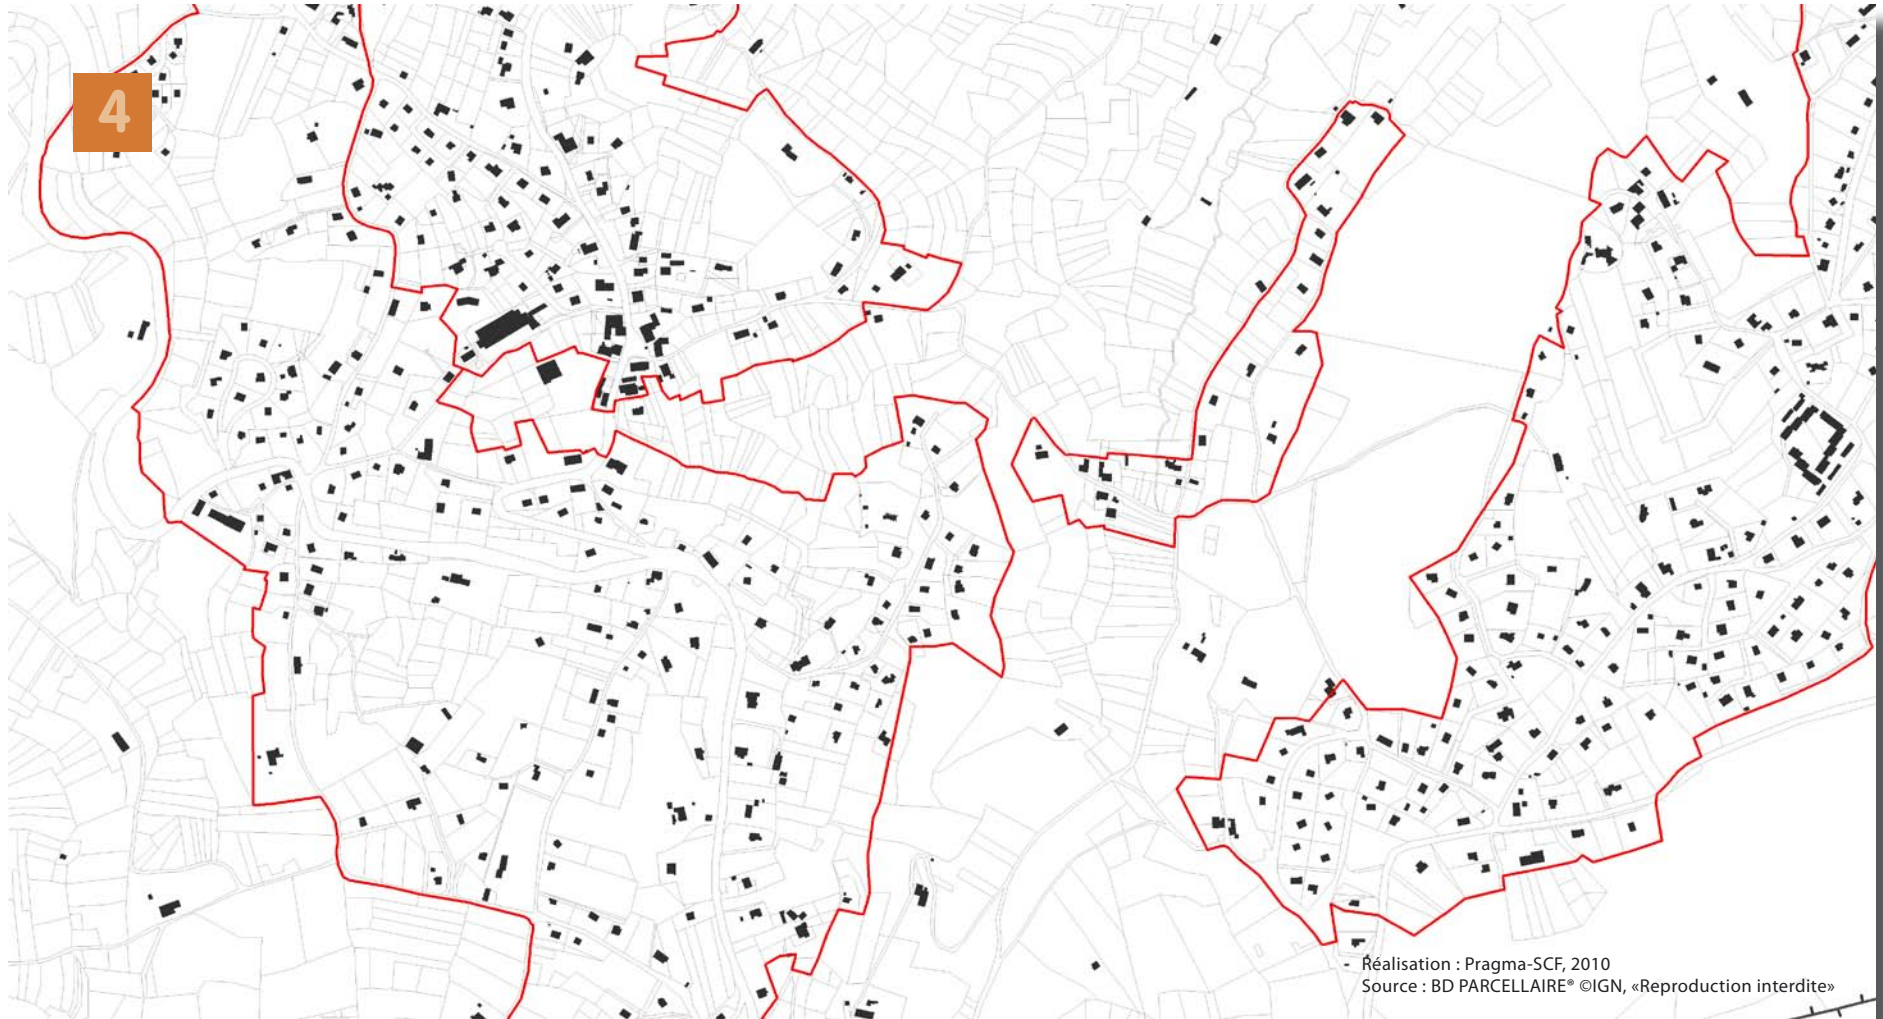 4
Réalisation : Pragma-SCF, 2010
Source : BD PARCELLAIRE® ©IGN, «Reproduction interdite»